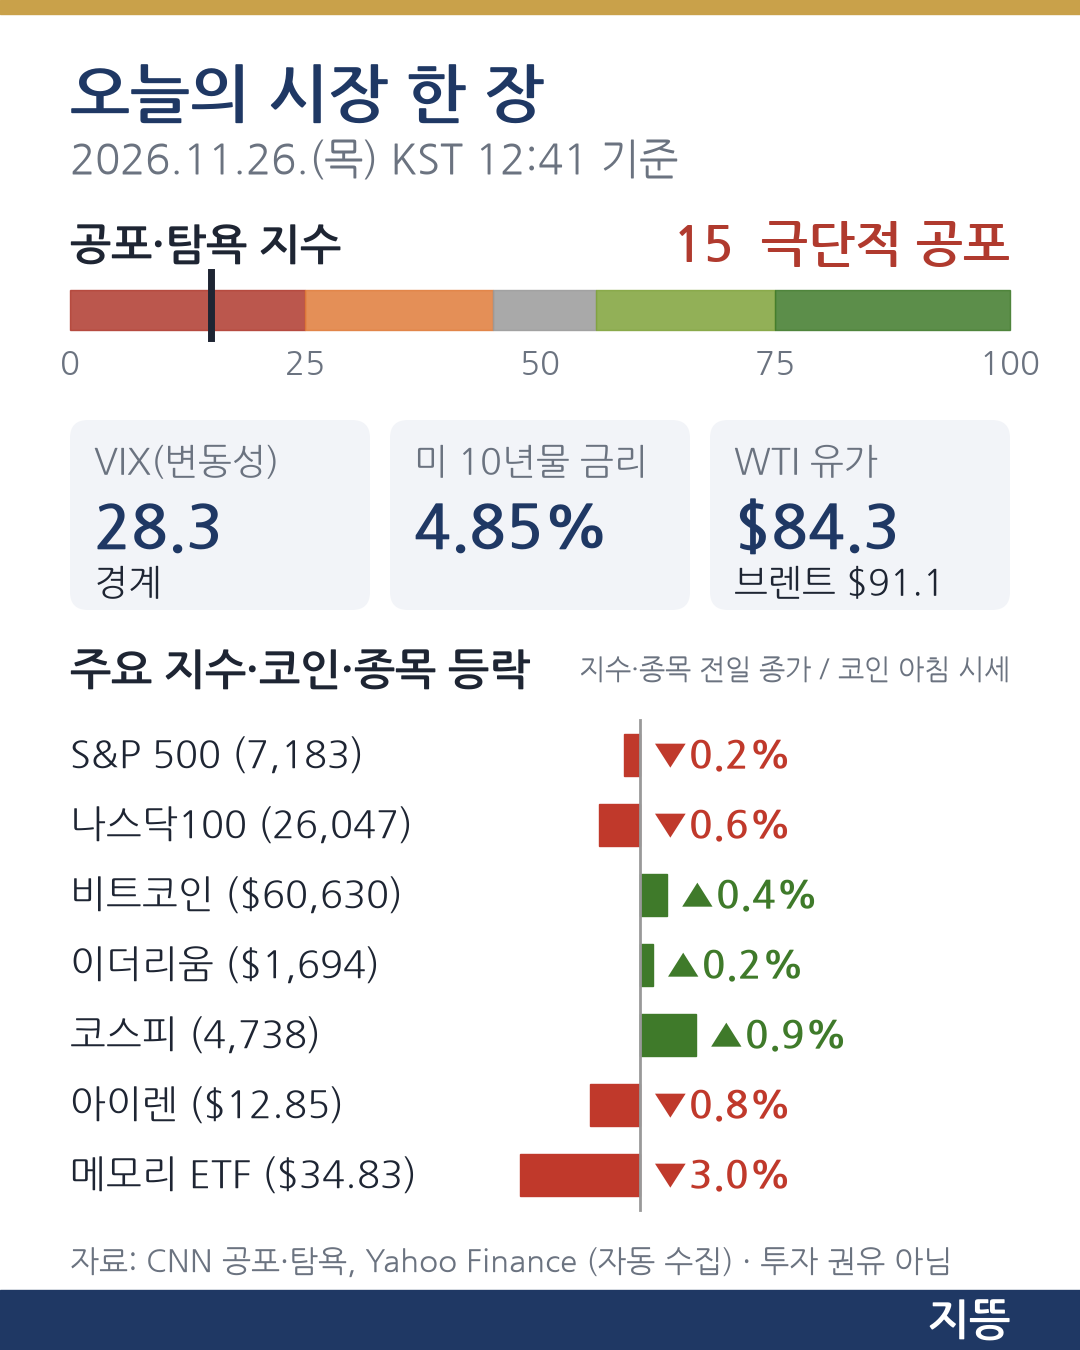 오늘의 시장 한 장
2026.11.26.(목) KST 12:41 기준
공포·탐욕 지수 15 극단적 공포
0 25 50 75 100
VIX(변동성) 미 10년물 금리 WTI 유가
28.3 4.85% $84.3
경계 브렌트 $91.1
주요 지수·코인·종목 등락 지수·종목 전일 종가 / 코인 아침 시세
S&P 500 (7,183) ▼0.2%
나스닥100 (26,047) ▼0.6%
비트코인 ($60,630) ▲0.4%
이더리움 ($1,694) ▲0.2%
코스피 (4,738) ▲0.9%
아이렌 ($12.85) ▼0.8%
메모리 ETF ($34.83) ▼3.0%
자료: CNN 공포·탐욕, Yahoo Finance (자동 수집) · 투자 권유 아님
지뚱